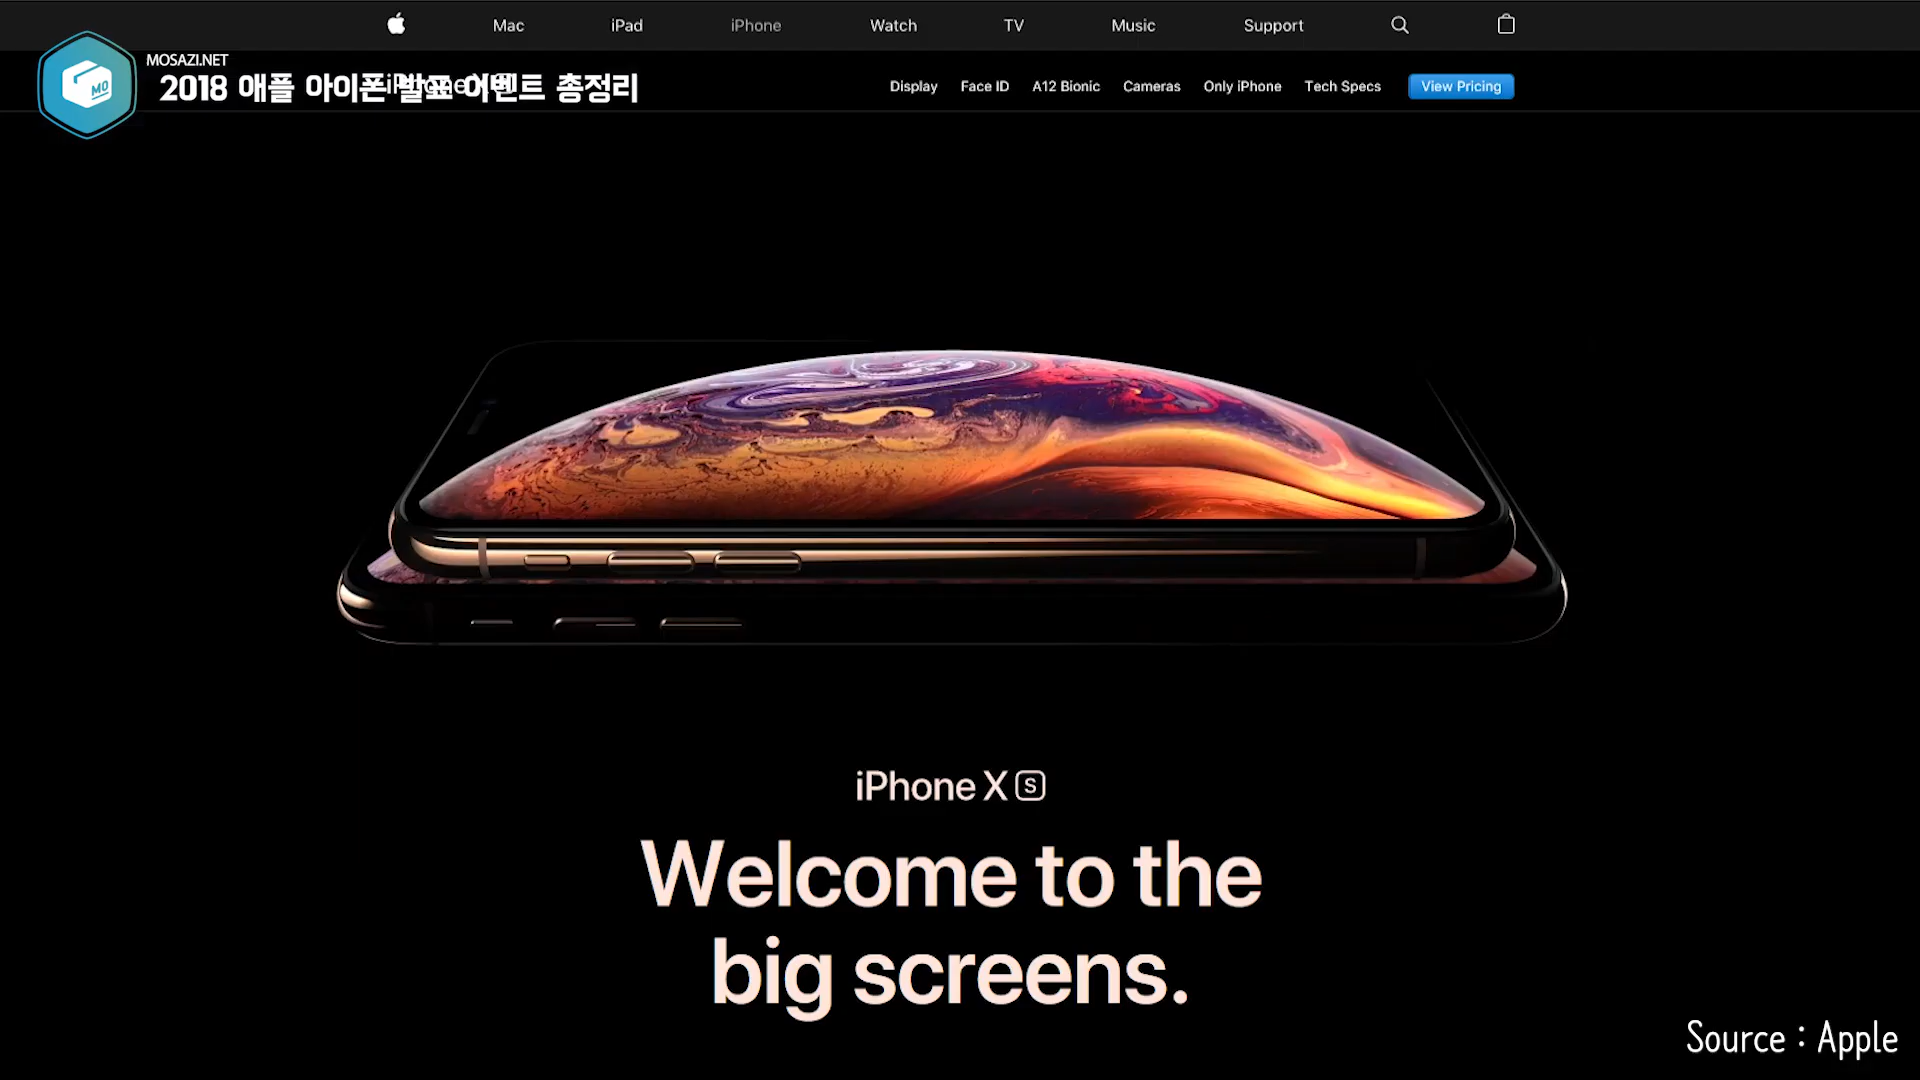 Mac iPad iPhone Watch TV Music Support
MOSAZI.NET
MO
2018 애플 아이폰 발표 이벤트 총정리
Display Face ID A12 Bionic Cameras Only iPhone Tech Specs View Pricing
iPhone XS
Welcome to the
big screens.
Source : Apple